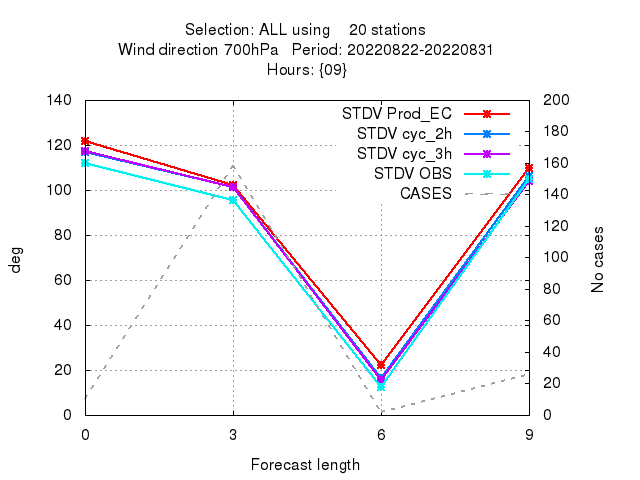 Selection: ALL using 20 stations
Wind direction 700hPa Period: 20220822-20220831
Hours: {09}
140 200
STDV Prod_EC
180
120
STDV cyc_2h
STDV cyc_3h
160
100
STDV OBS
140
CASES
120
80
deg
No cases
100
60
80
40
60
40
20
20
0 0
0 3 6 9
Forecast length